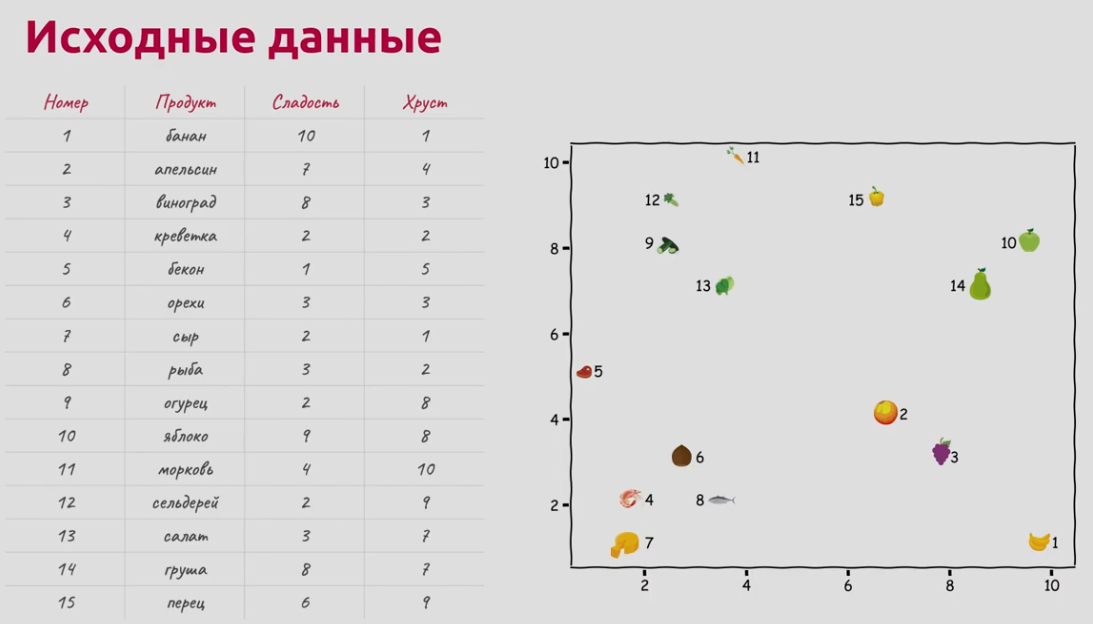 Исходные данные
Номер Продукт Сладость Хруст
1 банан 10 1
2 апельсин 7 4
3 виноград 8 3
4 креветка 2 2
5 бекон 1 5
6 орехи 3 3
7 сыр 2 1
8 рыба 3 2
9 огурец 2 8
10 яблоко 9 8
11 морковь 4 10
12 сельдерей 2 9
13 салат 3 7
14 груша 8 7
15 перец 6 9
10 11
12 15
8 9 10
13 14
6
5
4 2
6 3
2 4 8
7 1
2 4 6 8 10